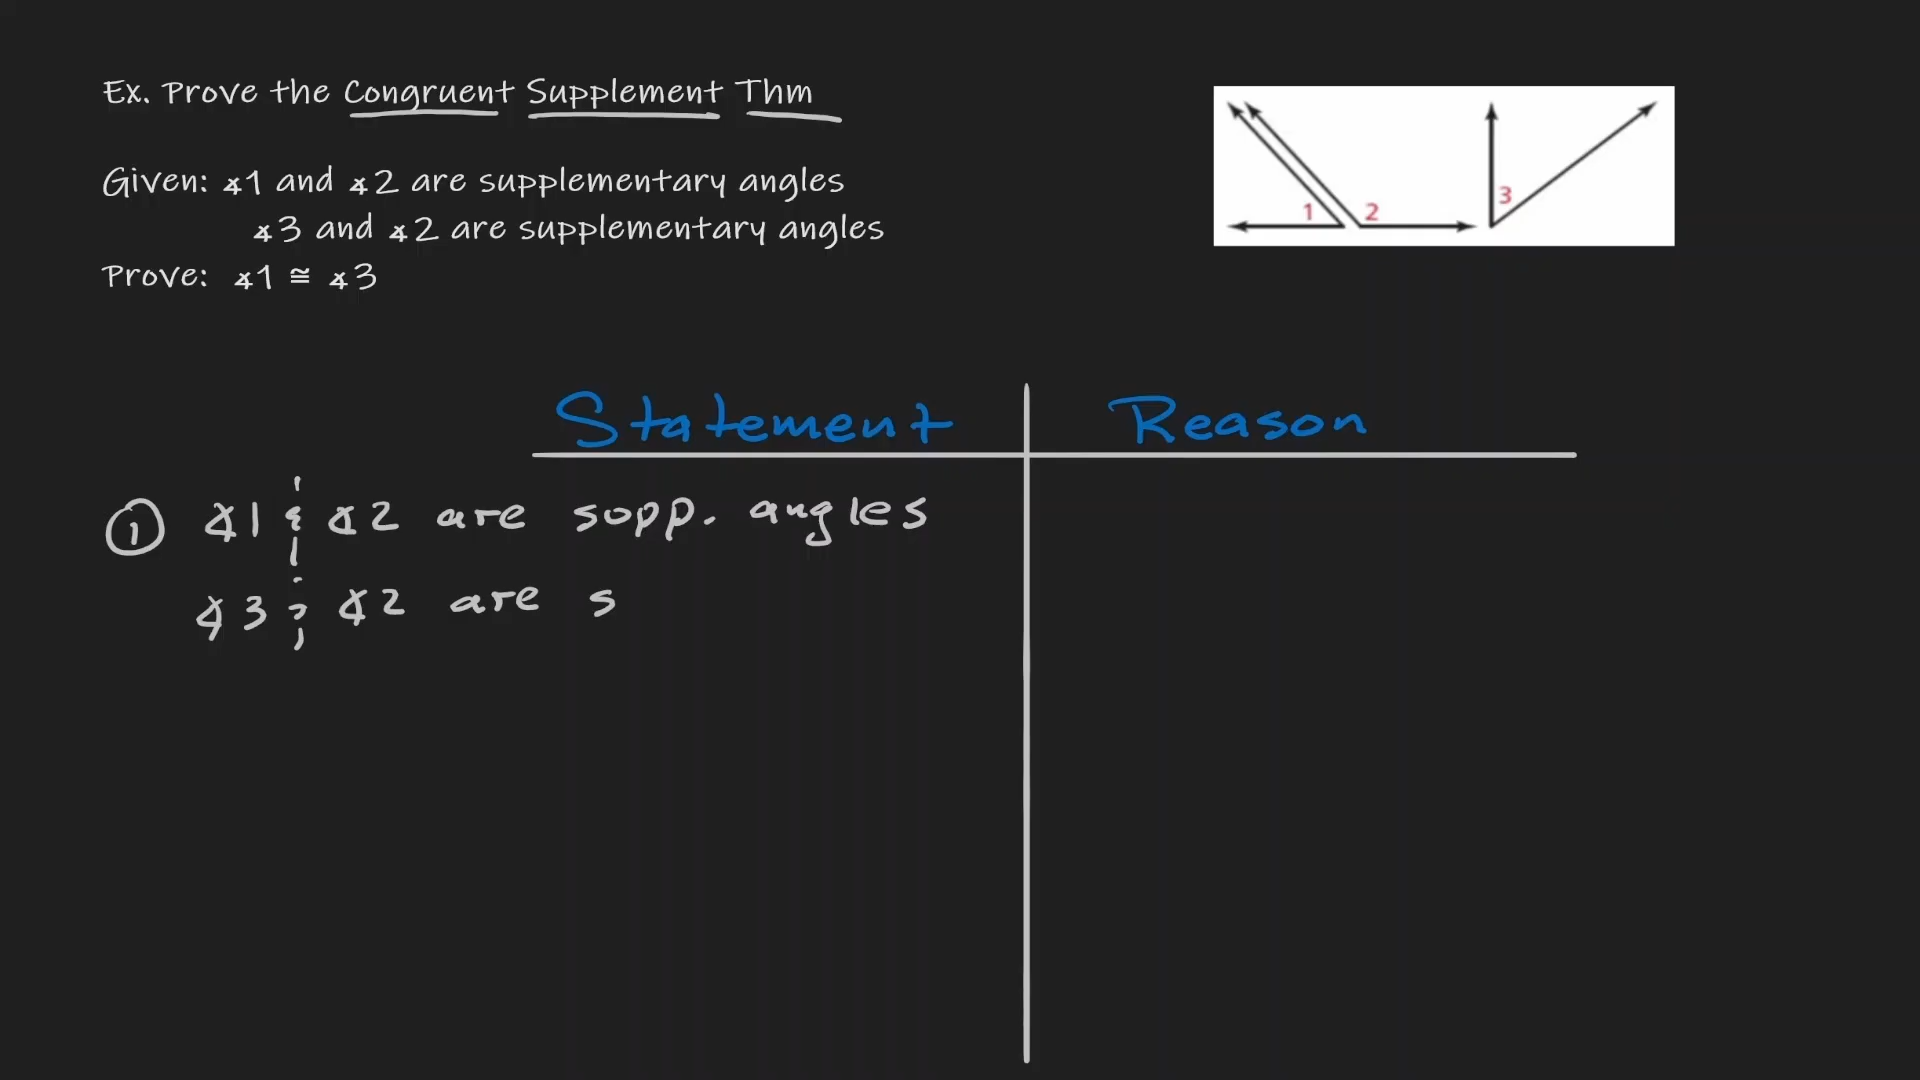 Ex. Prove the Congruent Supplement Thm
Given: ∡1 and ∡2 are supplementary angles
∡3 and ∡2 are supplementary angles
Prove: ∡1 ≅ ∡3
1 2 3
Statement Reason
① ∡1 & ∡2 are supp. angles
∡3 & ∡2 are s